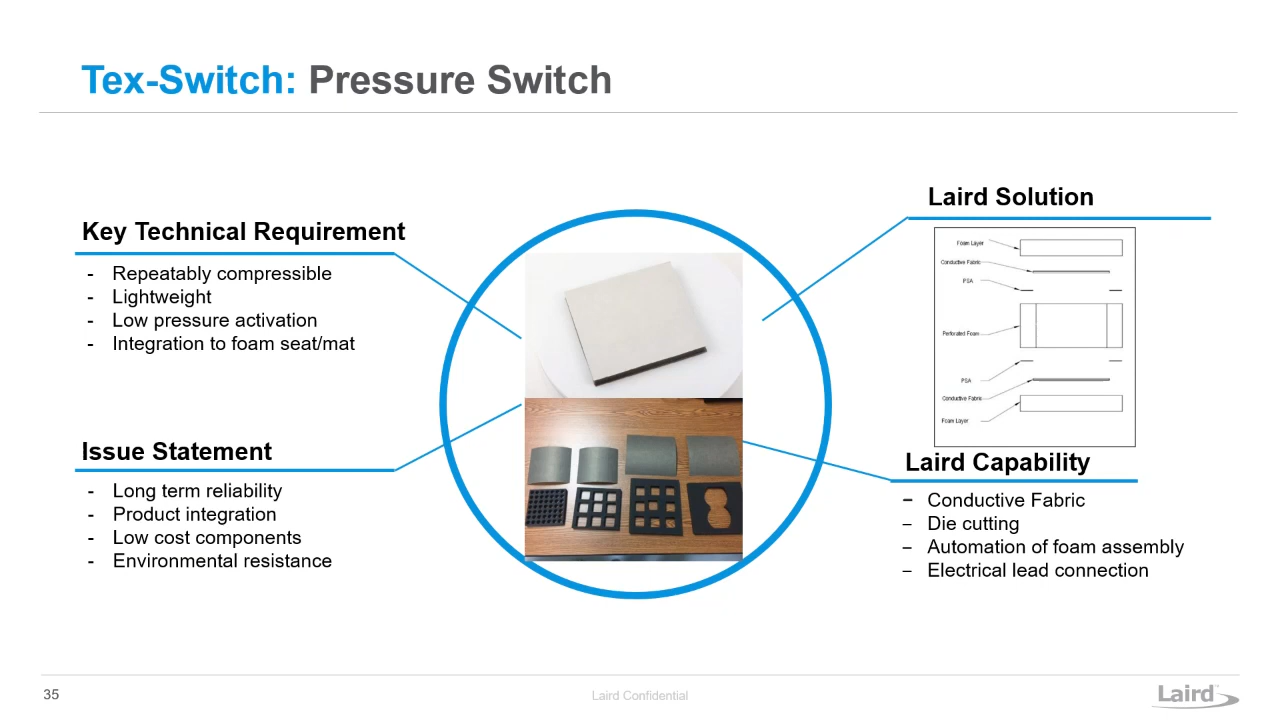 Tex-Switch: Pressure Switch
Key Technical Requirement
- Repeatably compressible
- Lightweight
- Low pressure activation
- Integration to foam seat/mat
Issue Statement
- Long term reliability
- Product integration
- Low cost components
- Environmental resistance
Laird Solution
Foam Layer
Conductive Fabric
PSA
Perforated Foam
PSA
Conductive Fabric
Foam Layer
Laird Capability
– Conductive Fabric
– Die cutting
– Automation of foam assembly
– Electrical lead connection
35
Laird Confidential
Laird™